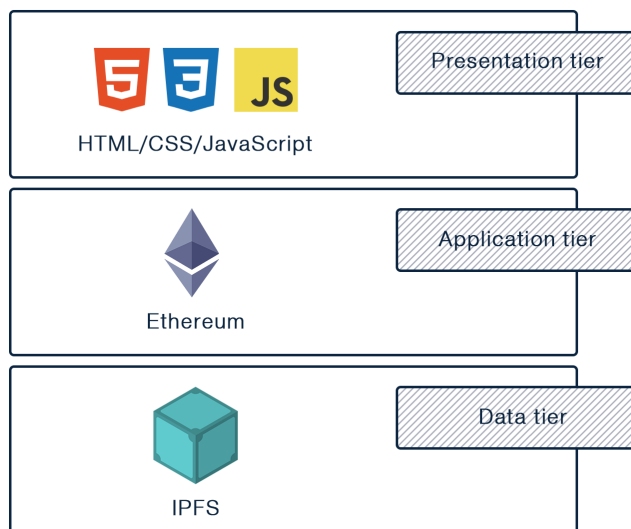 Presentation tier
5
3
JS
HTML/CSS/JavaScript
Application tier
Ethereum
Data tier
IPFS